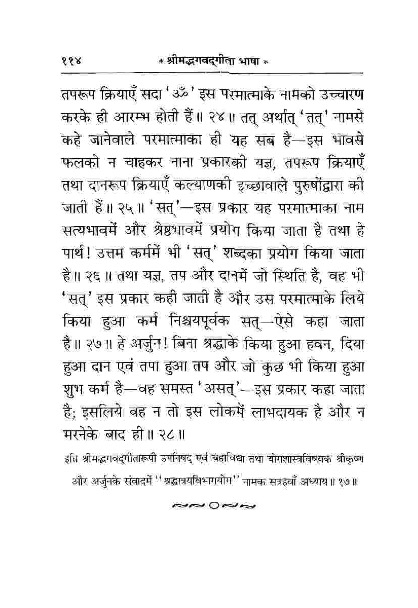 ११४ * श्रीमद्भगवद्गीता भाषा *
तपरूप क्रियाएँ सदा ‘ॐ’ इस परमात्माके नामको उच्चारण
करके ही आरम्भ होती हैं॥ २४॥ तत् अर्थात् ‘तत्’ नामसे
कहे जानेवाले परमात्माका ही यह सब है—इस भावसे
फलको न चाहकर नाना प्रकारकी यज्ञ, तपरूप क्रियाएँ
तथा दानरूप क्रियाएँ कल्याणकी इच्छावाले पुरुषोंद्वारा की
जाती हैं॥ २५॥ ‘सत्’—इस प्रकार यह परमात्माका नाम
सत्यभावमें और श्रेष्ठभावमें प्रयोग किया जाता है तथा हे
पार्थ! उत्तम कर्ममें भी ‘सत्’ शब्दका प्रयोग किया जाता
है॥ २६॥ तथा यज्ञ, तप और दानमें जो स्थिति है, वह भी
‘सत्’ इस प्रकार कही जाती है और उस परमात्माके लिये
किया हुआ कर्म निश्चयपूर्वक सत्—ऐसे कहा जाता
है॥ २७॥ हे अर्जुन! बिना श्रद्धाके किया हुआ हवन, दिया
हुआ दान एवं तपा हुआ तप और जो कुछ भी किया हुआ
शुभ कर्म है—वह समस्त ‘असत्’—इस प्रकार कहा जाता
है; इसलिये वह न तो इस लोकमें लाभदायक है और न
मरनेके बाद ही॥ २८॥
इति श्रीमद्भगवद्गीतारूपी उपनिषद् एवं ब्रह्मविद्या तथा योगशास्त्रविषयक श्रीकृष्ण
और अर्जुनके संवादमें ‘‘श्रद्धात्रयविभागयोग’’ नामक सत्रहवाँ अध्याय॥ १७॥